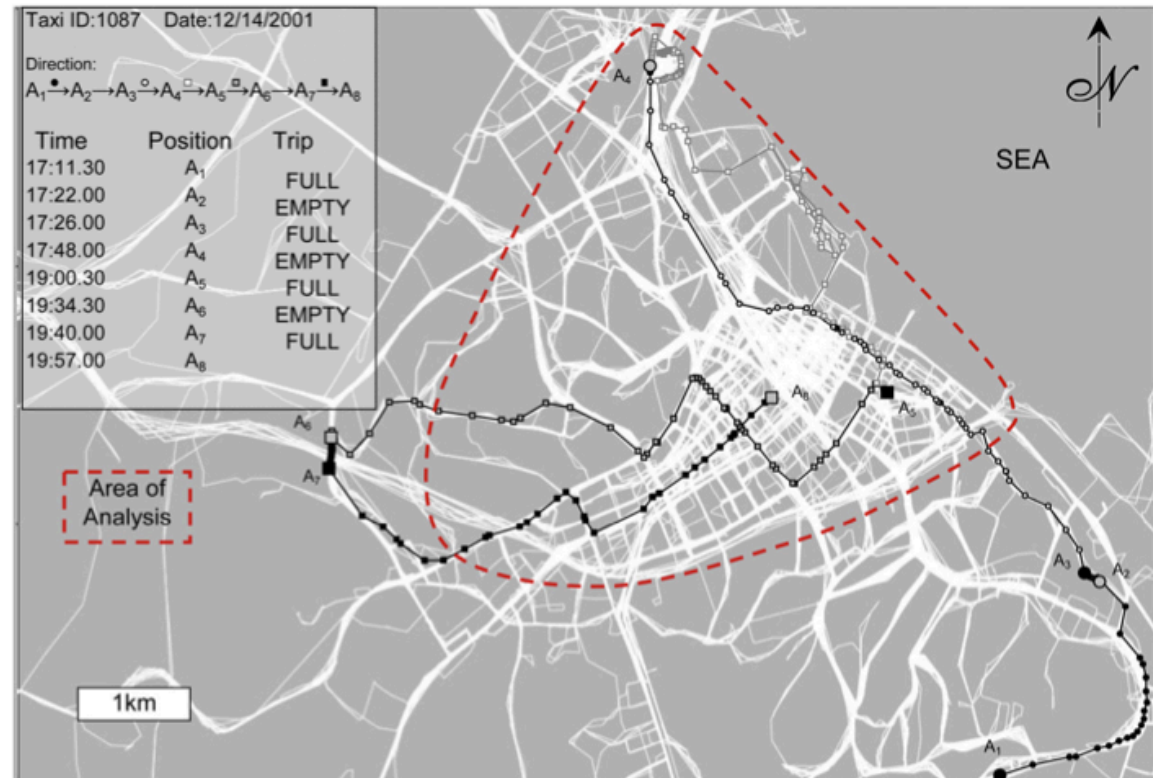 Taxi ID:1087 Date:12/14/2001
Direction:
A₁→A₂→A₃→A₄→A₅→A₆→A₇→A₈
Time Position Trip
17:11.30 A₁
FULL
17:22.00 A₂
EMPTY
17:26.00 A₃
FULL
17:48.00 A₄
EMPTY
19:00.30 A₅
FULL
19:34.30 A₆
EMPTY
19:40.00 A₇
FULL
19:57.00 A₈
A₄
N
SEA
A₈
A₅
A₆
A₇
Area of
Analysis
A₃
A₂
1km
A₁